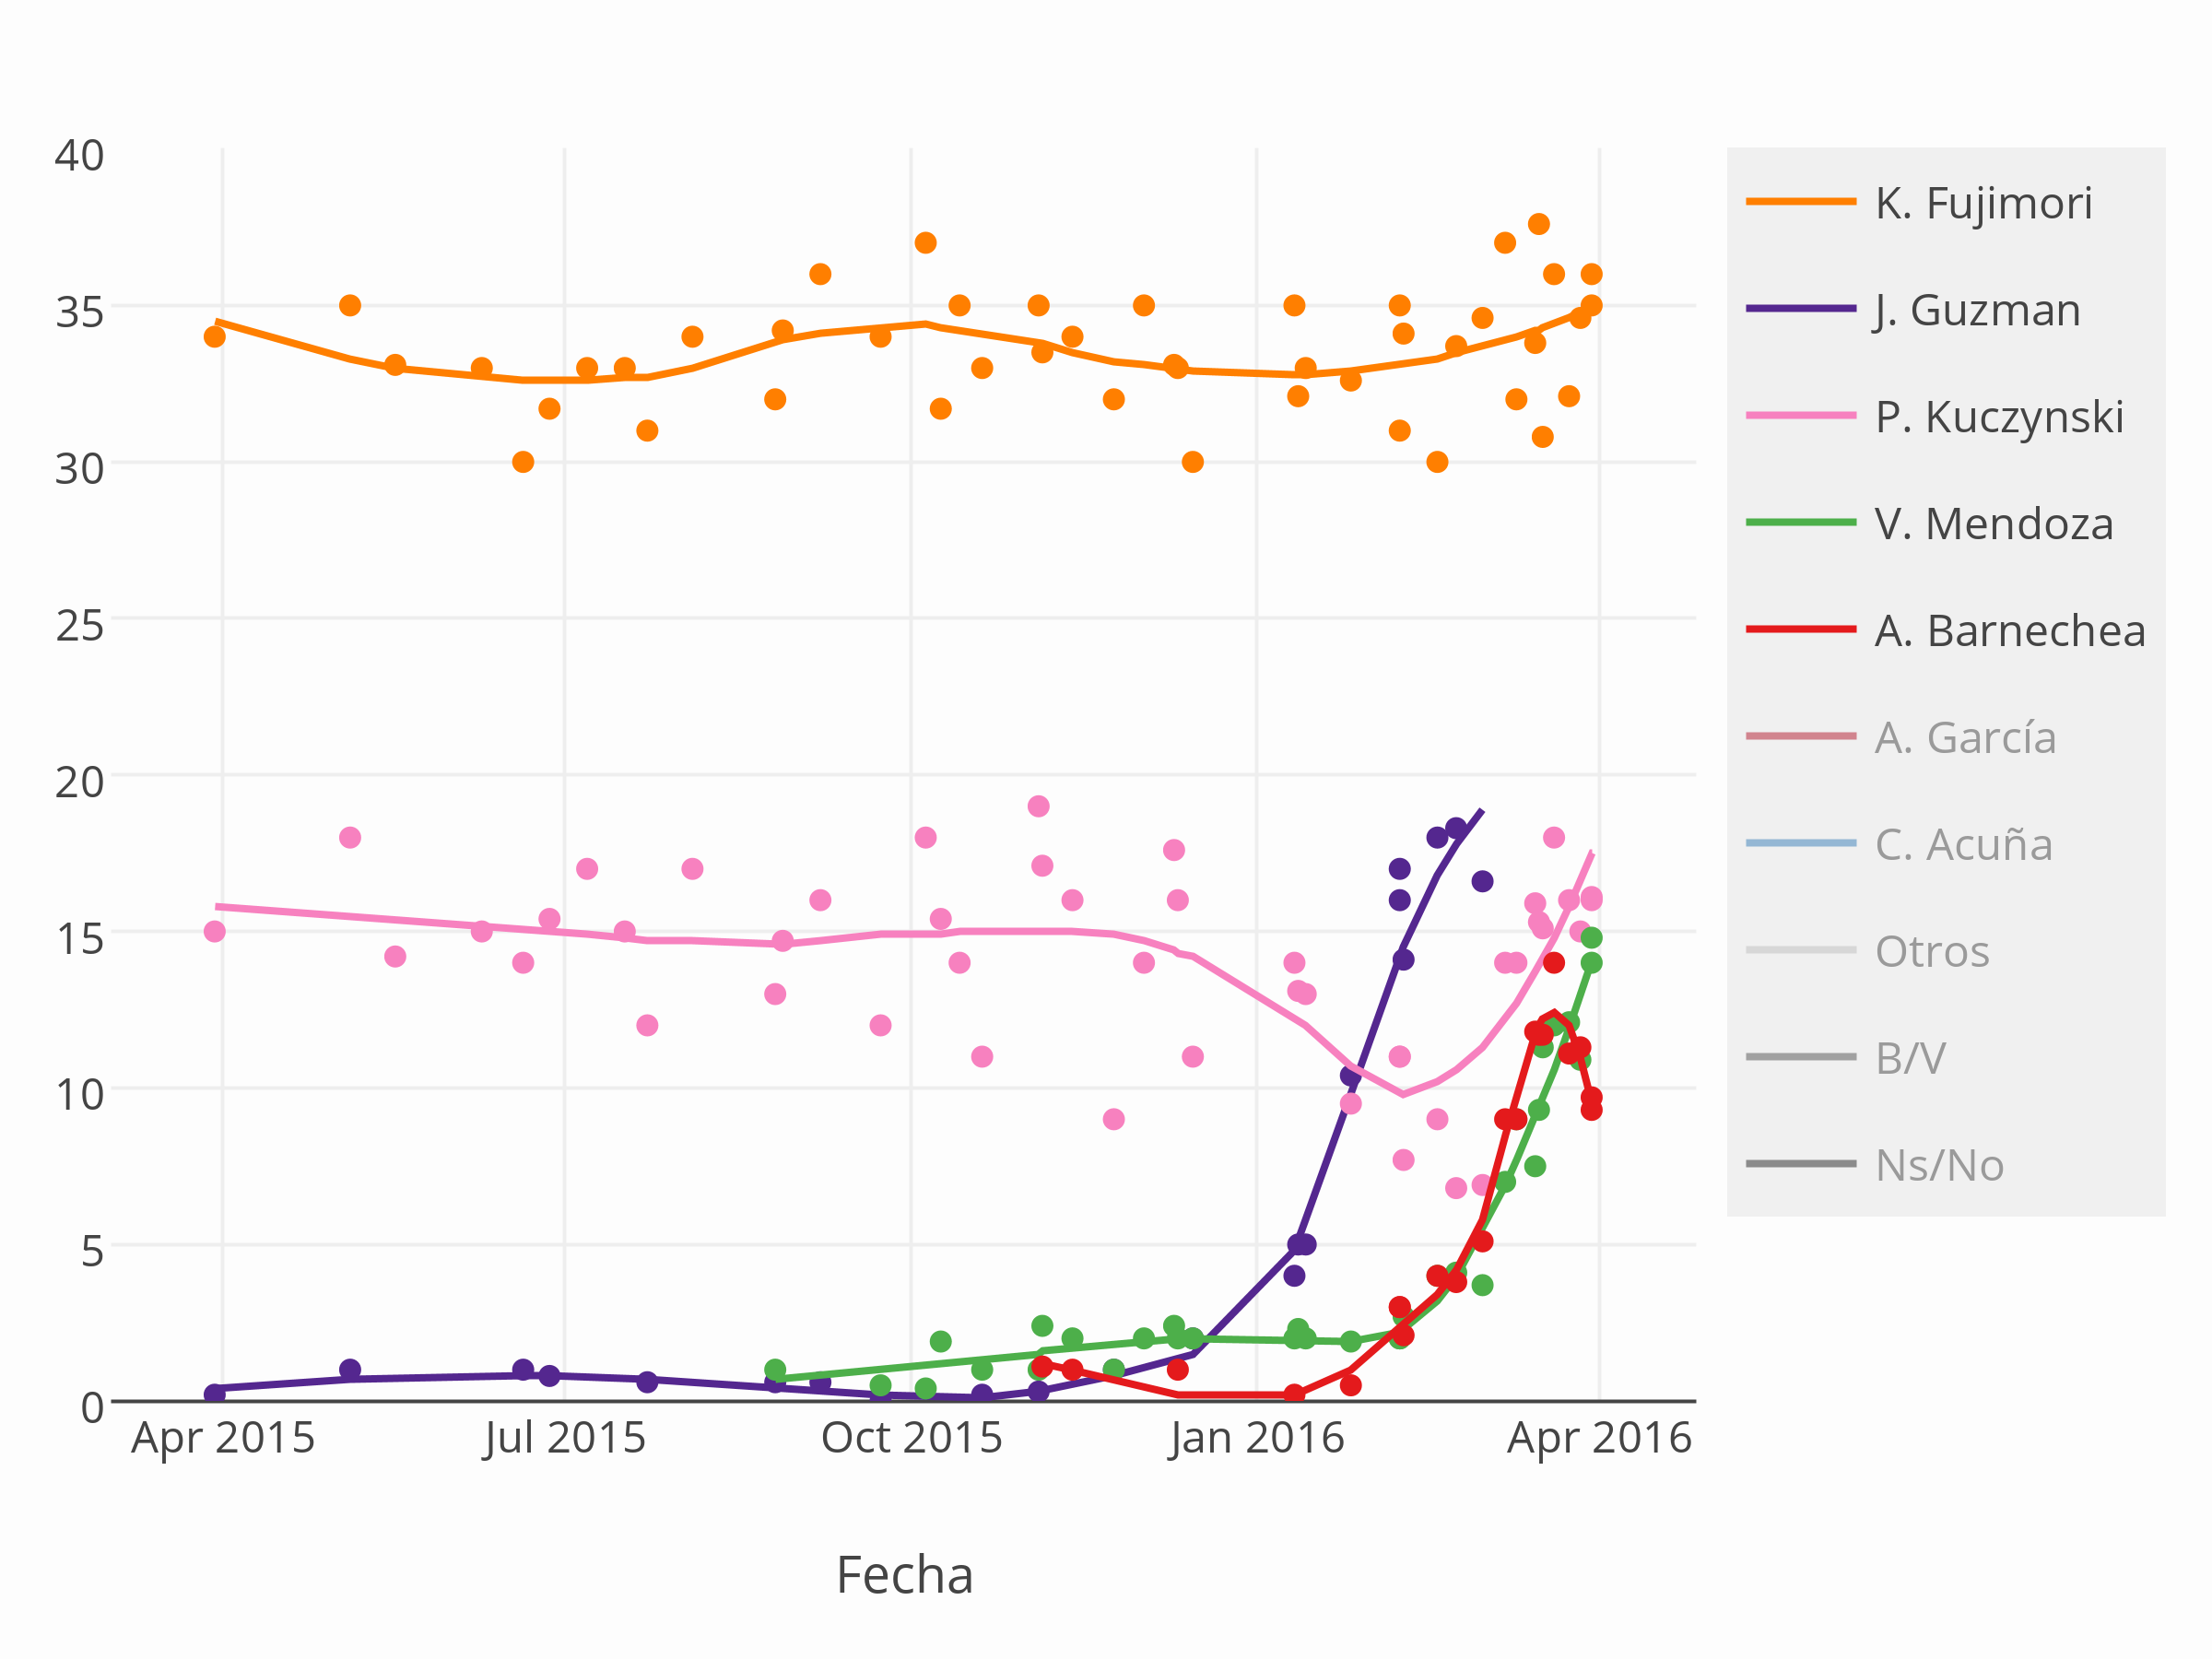 40
35
30
25
20
15
10
5
0
Apr 2015
Jul 2015
Oct 2015
Jan 2016
Apr 2016
Fecha
K. Fujimori
J. Guzman
P. Kuczynski
V. Mendoza
A. Barnechea
A. García
C. Acuña
Otros
B/V
Ns/No